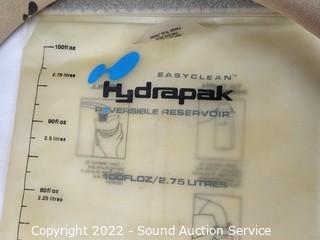 100fl oz
EASYCLEAN™
2.75 litres
Hydrapak
REVERSIBLE RESERVOIR
90fl oz
2.5 litres
100FLOZ/2.75 LITRES
80fl oz
2.25 litres
Copyright 2022 - Sound Auction Service